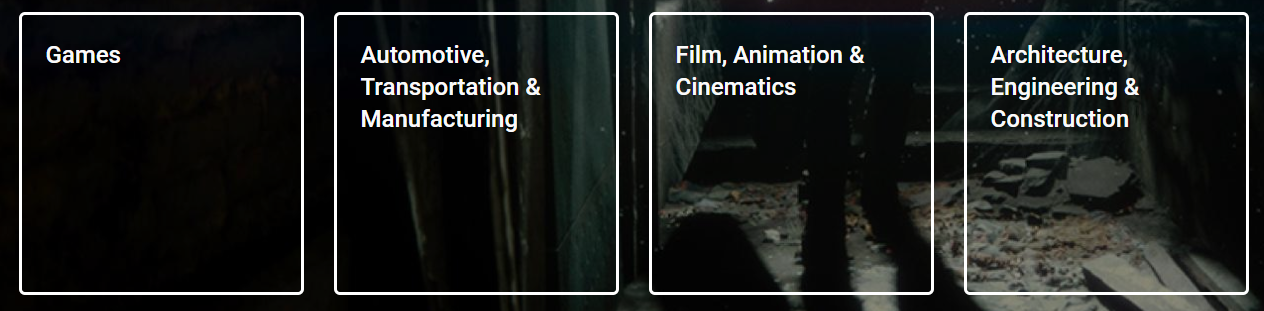 Games
Automotive,
Transportation &
Manufacturing
Film, Animation &
Cinematics
Architecture,
Engineering &
Construction